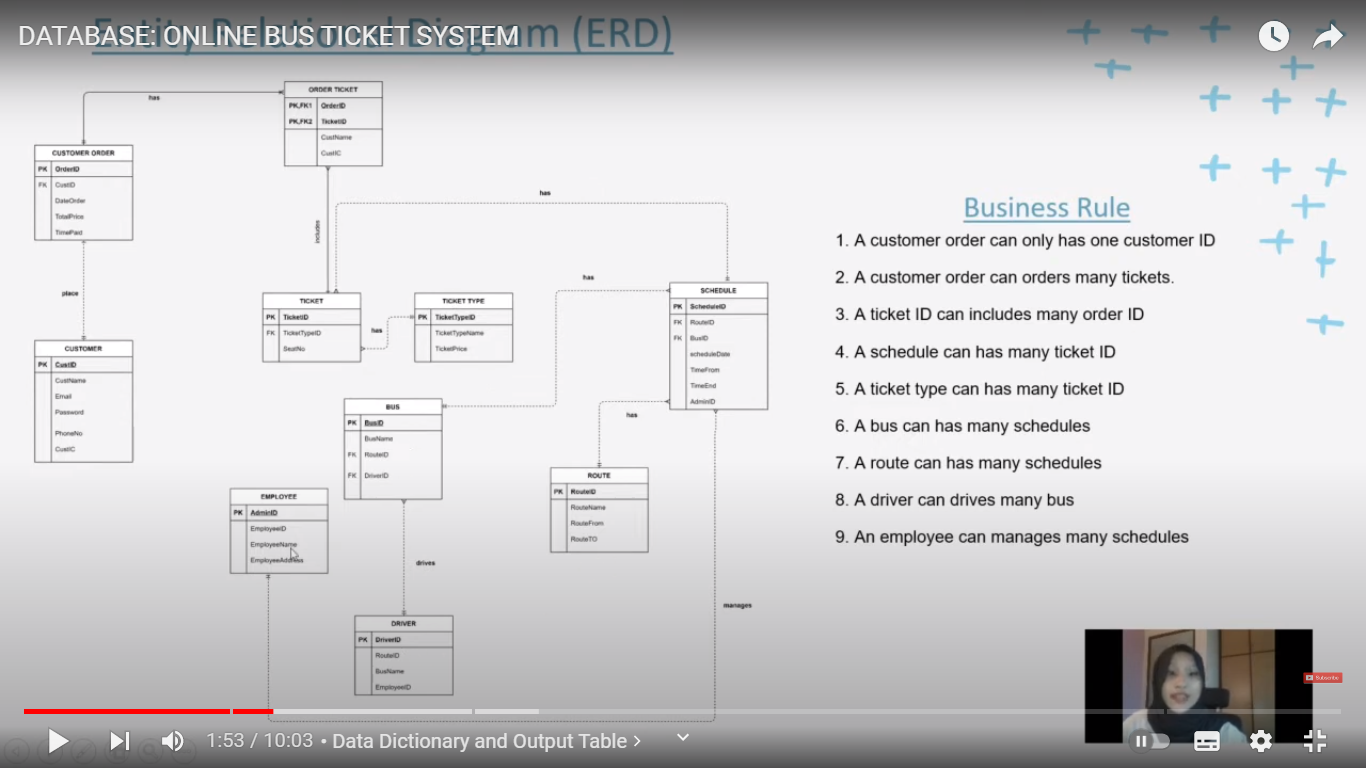 Entity Relational Diagram (ERD)
DATABASE: ONLINE BUS TICKET SYSTEM
has
ORDER TICKET
PK,FK1 OrderID
PK,FK2 TicketID
CustName
CustIC
CUSTOMER ORDER
PK OrderID
FK CustID
DateOrder
TotalPrice
TimePaid
has
includes
place
TICKET
PK TicketID
FK TicketTypeID
SeatNo
has
TICKET TYPE
PK TicketTypeID
TicketTypeName
TicketPrice
has
SCHEDULE
PK ScheduleID
FK RouteID
FK BusID
scheduleDate
TimeFrom
TimeEnd
AdminID
CUSTOMER
PK CustID
CustName
Email
Password
PhoneNo
CustIC
BUS
PK BusID
BusName
FK RouteID
FK DriverID
has
ROUTE
PK RouteID
RouteName
RouteFrom
RouteTO
EMPLOYEE
PK AdminID
EmployeeID
EmployeeName
EmployeeAddress
drives
manages
DRIVER
PK DriverID
RouteID
BusName
EmployeeID
Business Rule
1. A customer order can only has one customer ID
2. A customer order can orders many tickets.
3. A ticket ID can includes many order ID
4. A schedule can has many ticket ID
5. A ticket type can has many ticket ID
6. A bus can has many schedules
7. A route can has many schedules
8. A driver can drives many bus
9. An employee can manages many schedules
Subscribe
1:53 / 10:03 • Data Dictionary and Output Table